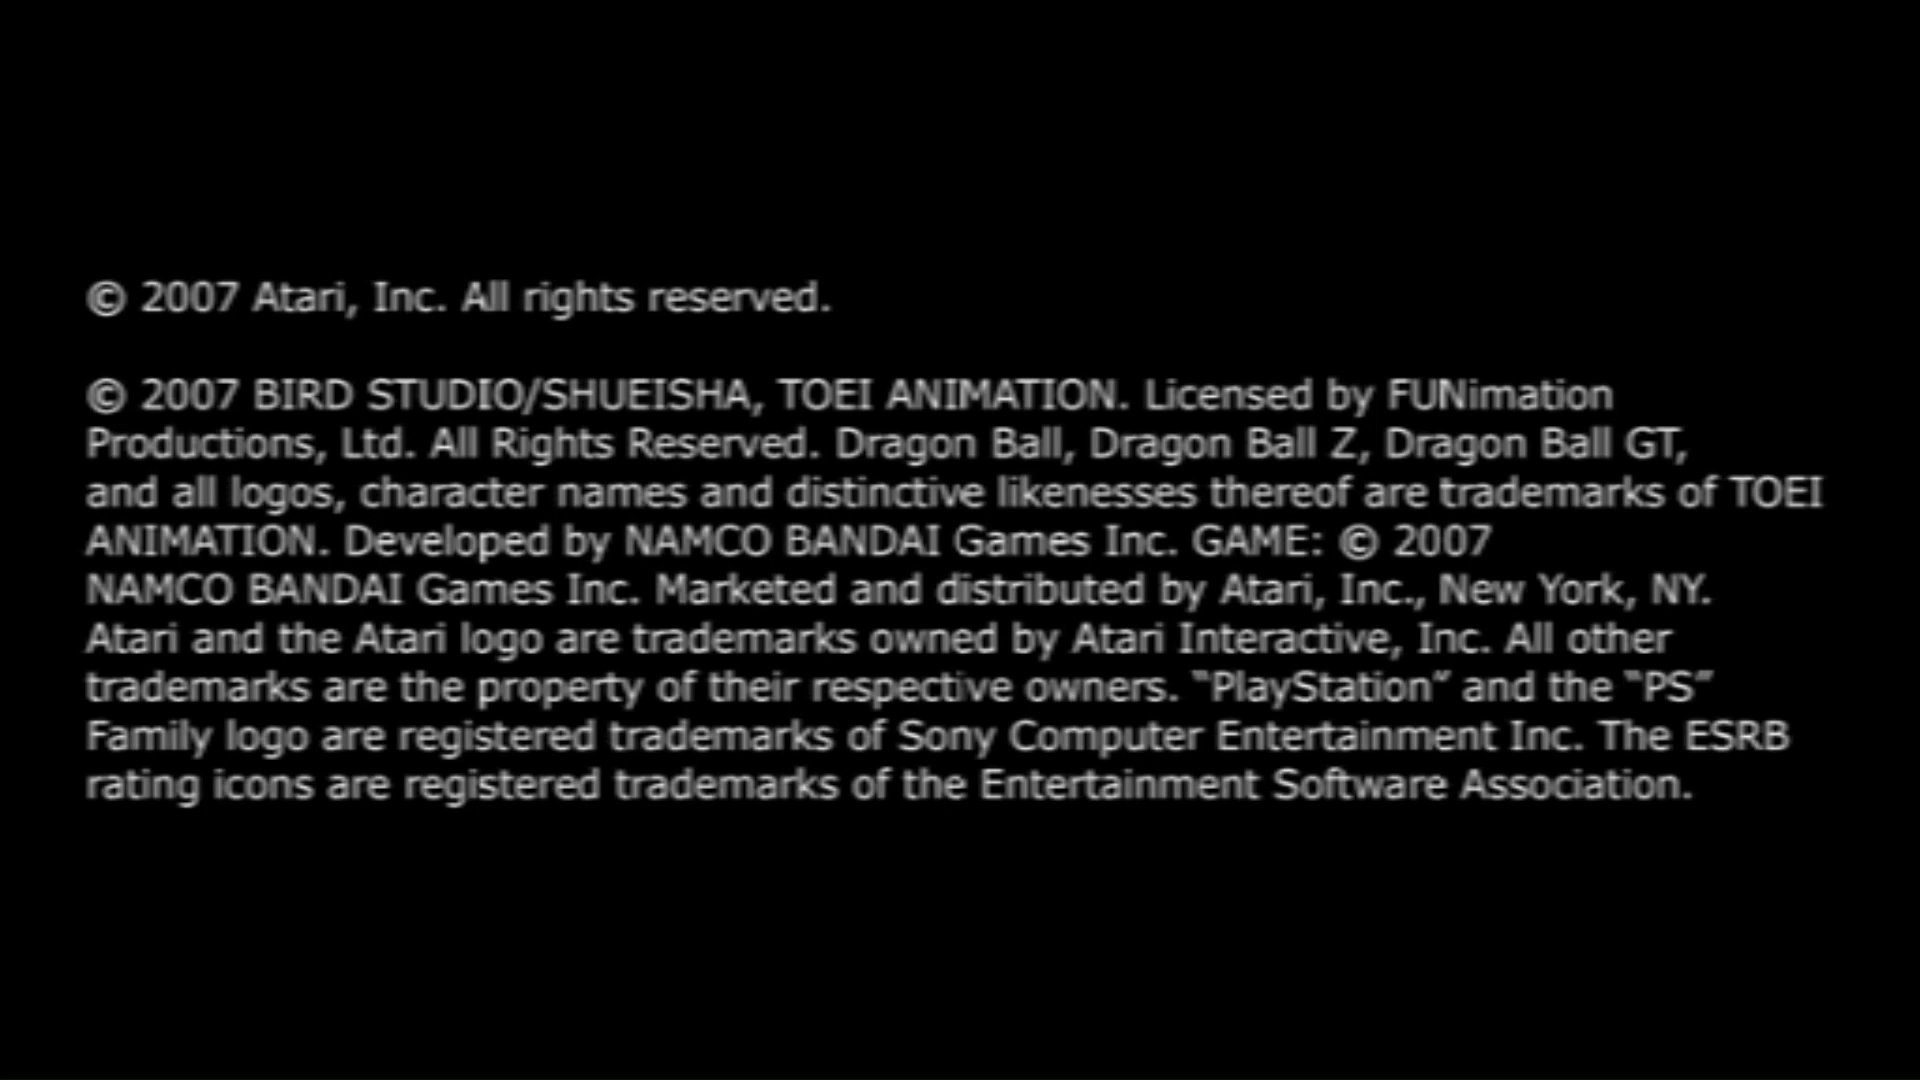 © 2007 Atari, Inc. All rights reserved.
© 2007 BIRD STUDIO/SHUEISHA, TOEI ANIMATION. Licensed by FUNimation
Productions, Ltd. All Rights Reserved. Dragon Ball, Dragon Ball Z, Dragon Ball GT,
and all logos, character names and distinctive likenesses thereof are trademarks of TOEI
ANIMATION. Developed by NAMCO BANDAI Games Inc. GAME: © 2007
NAMCO BANDAI Games Inc. Marketed and distributed by Atari, Inc., New York, NY.
Atari and the Atari logo are trademarks owned by Atari Interactive, Inc. All other
trademarks are the property of their respective owners. “PlayStation” and the “PS”
Family logo are registered trademarks of Sony Computer Entertainment Inc. The ESRB
rating icons are registered trademarks of the Entertainment Software Association.